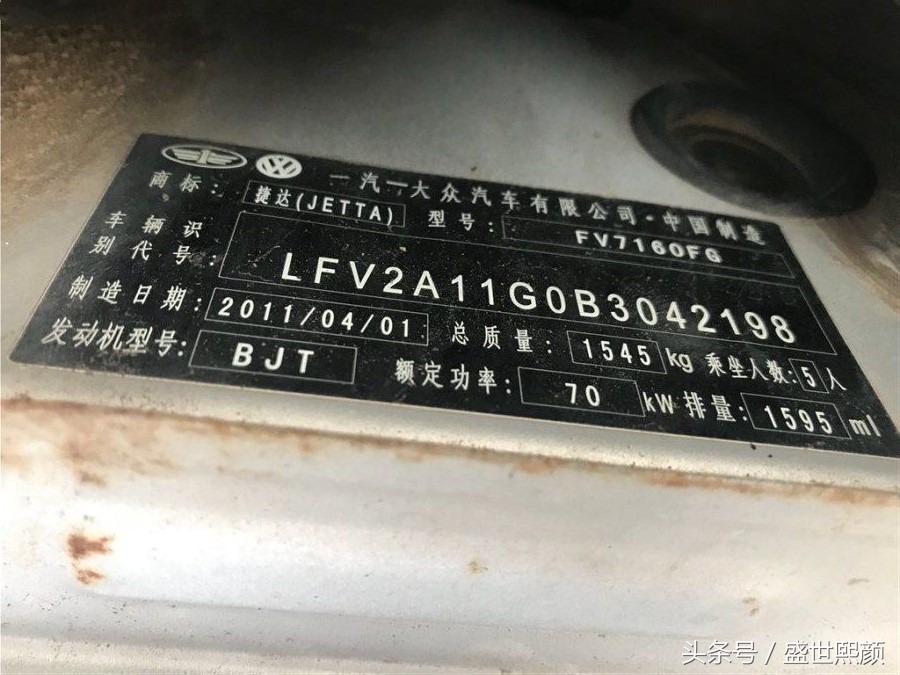 一汽一大众汽车有限公司·中国制造
商标: 捷达(JETTA) 型号: FV7160FG
车辆识别代号: LFV2A11G0B3042198
制造日期: 2011/04/01 总质量: 1545 kg 乘坐人数: 5 人
发动机型号: BJT 额定功率: 70 kW 排量: 1595 ml
头条号 / 盛世熙颜